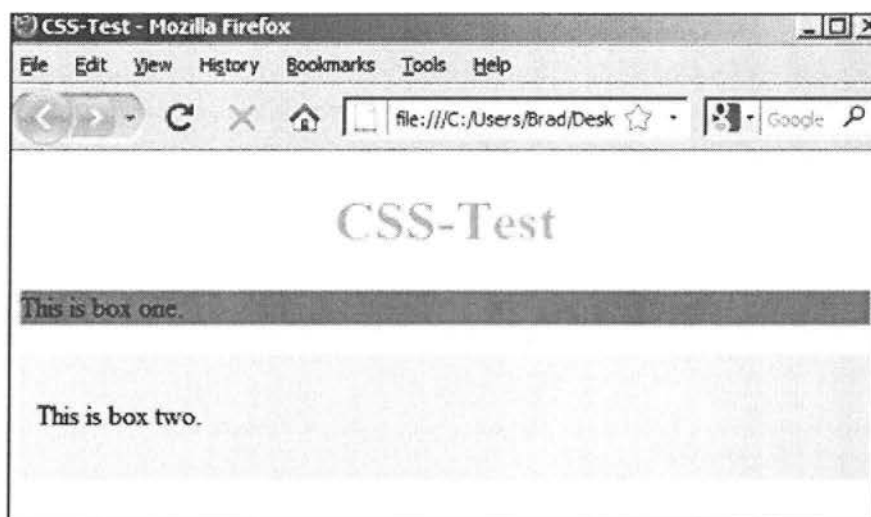 CSS-Test - Mozilla Firefox
File Edit View History Bookmarks Tools Help
file:///C:/Users/Brad/Desk Google
CSS-Test
This is box one.
This is box two.